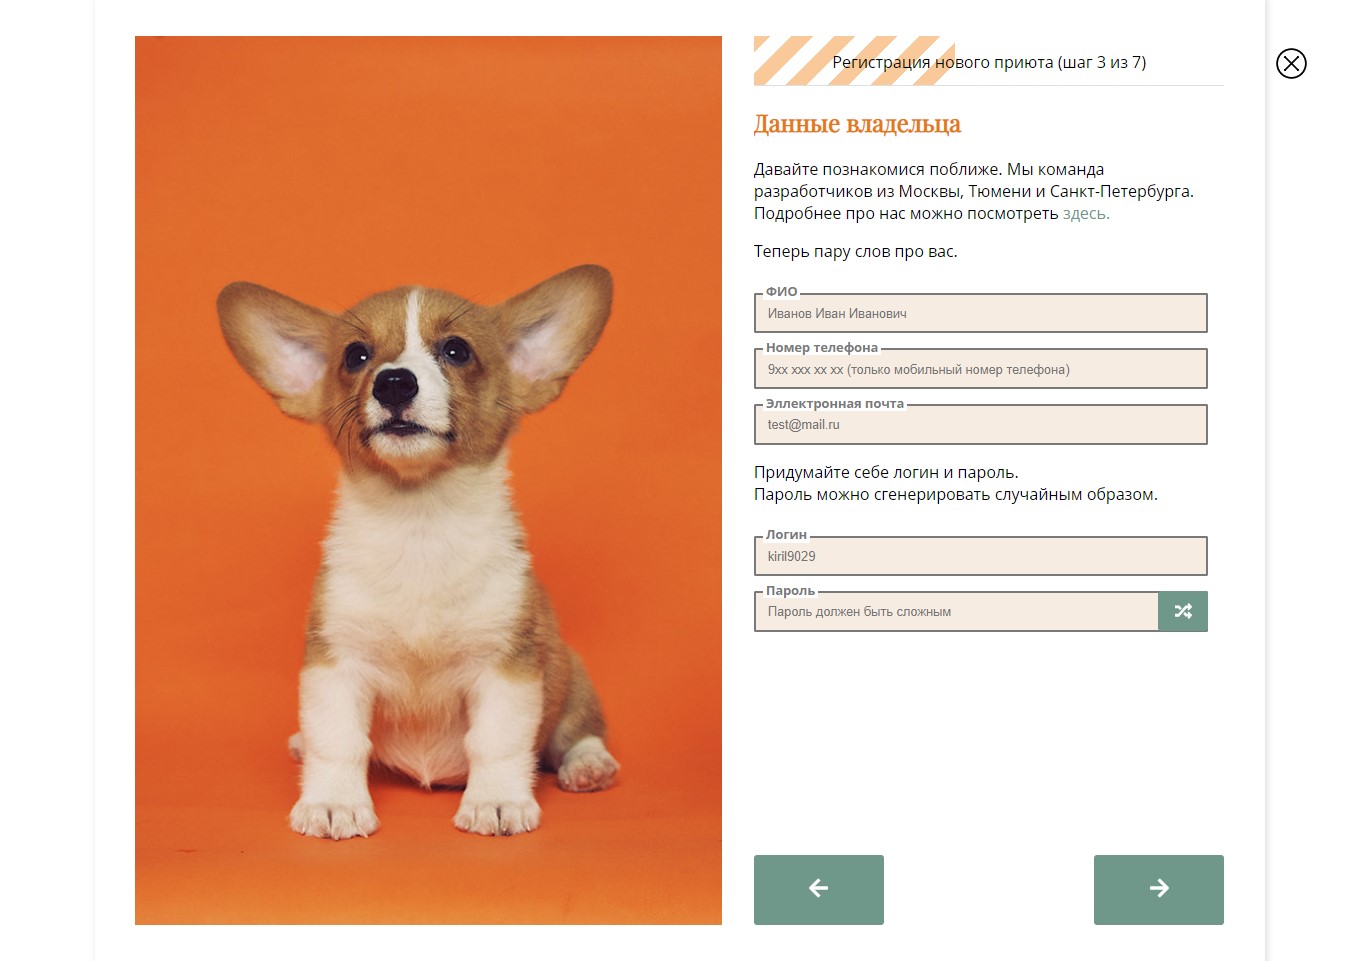 Регистрация нового приюта (шаг 3 из 7)
Данные владельца
Давайте познакомися поближе. Мы команда
разработчиков из Москвы, Тюмени и Санкт-Петербурга.
Подробнее про нас можно посмотреть здесь.
Теперь пару слов про вас.
ФИО
Иванов Иван Иванович
Номер телефона
9xx xxx xx xx (только мобильный номер телефона)
Эллектронная почта
test@mail.ru
Придумайте себе логин и пароль.
Пароль можно сгенерировать случайным образом.
Логин
kiril9029
Пароль
Пароль должен быть сложным